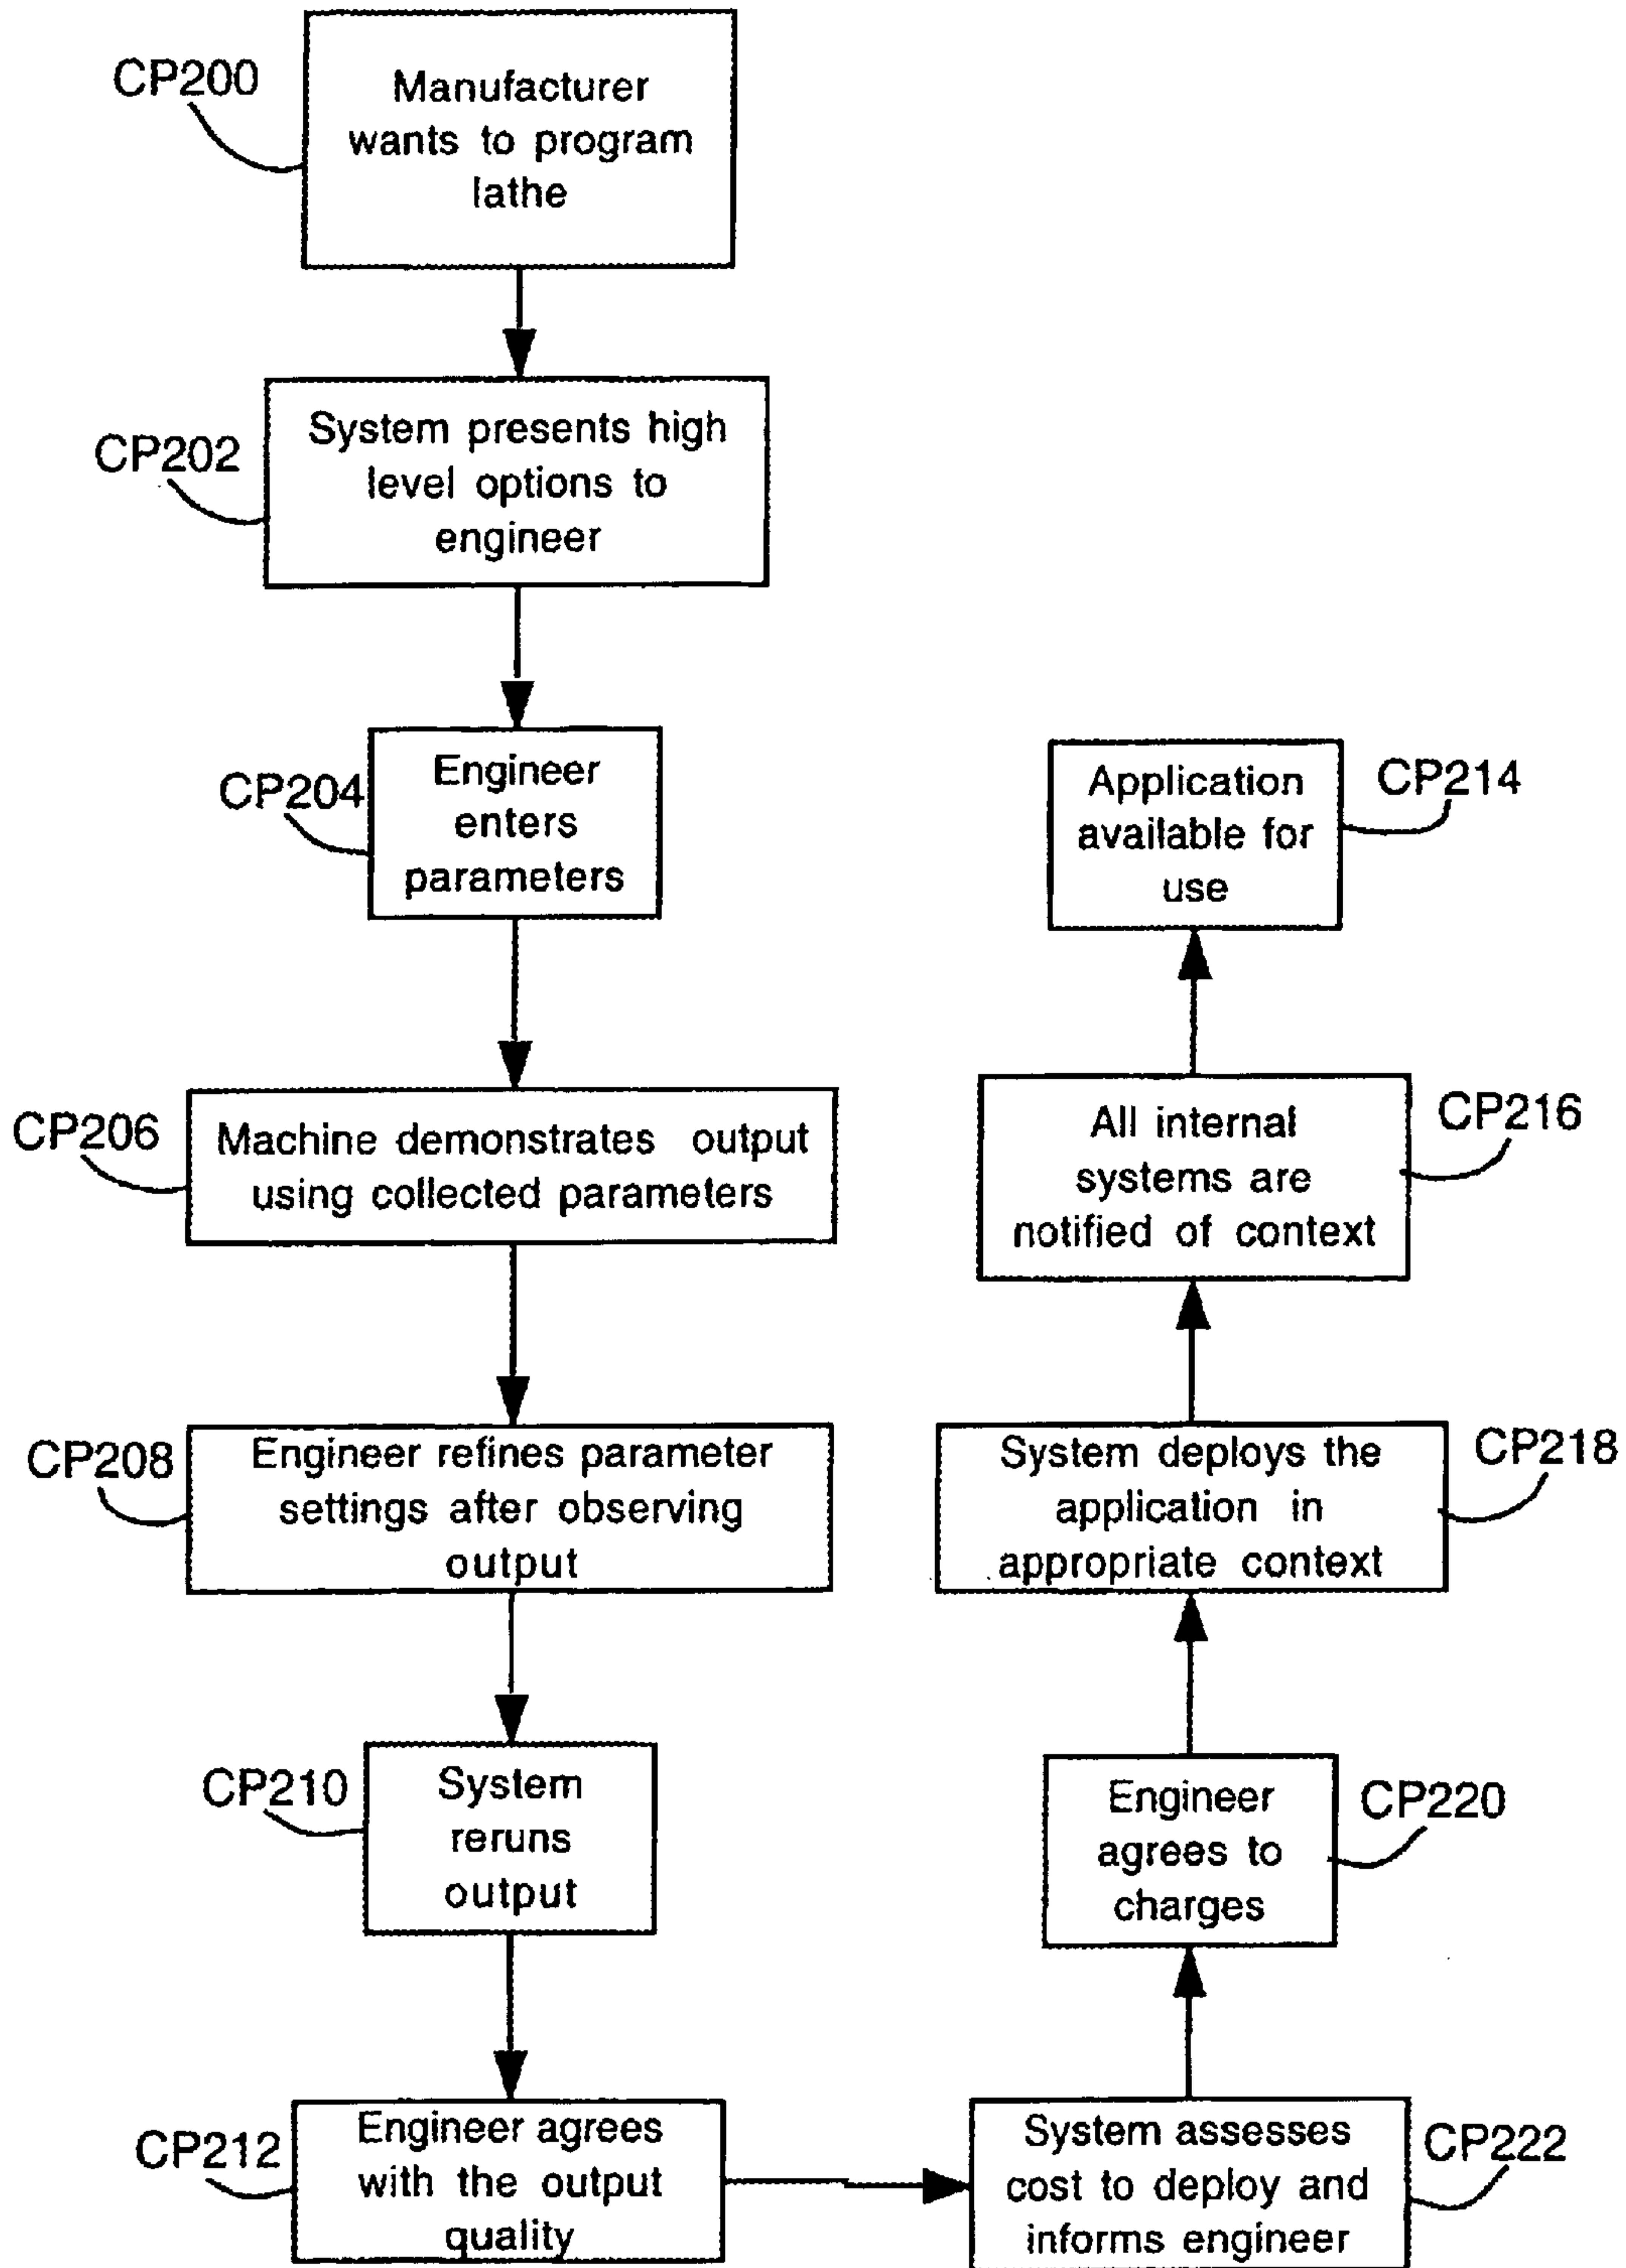 CP200
Manufacturer
wants to program
lathe
CP202
System presents high
level options to
engineer
CP204
Engineer
enters
parameters
CP206
Machine demonstrates output
using collected parameters
CP208
Engineer refines parameter
settings after observing
output
CP210
System
reruns
output
CP212
Engineer agrees
with the output
quality
System assesses
cost to deploy and
informs engineer
CP222
Engineer
agrees to
charges
CP220
System deploys the
application in
appropriate context
CP218
All internal
systems are
notified of context
CP216
Application
available for
use
CP214